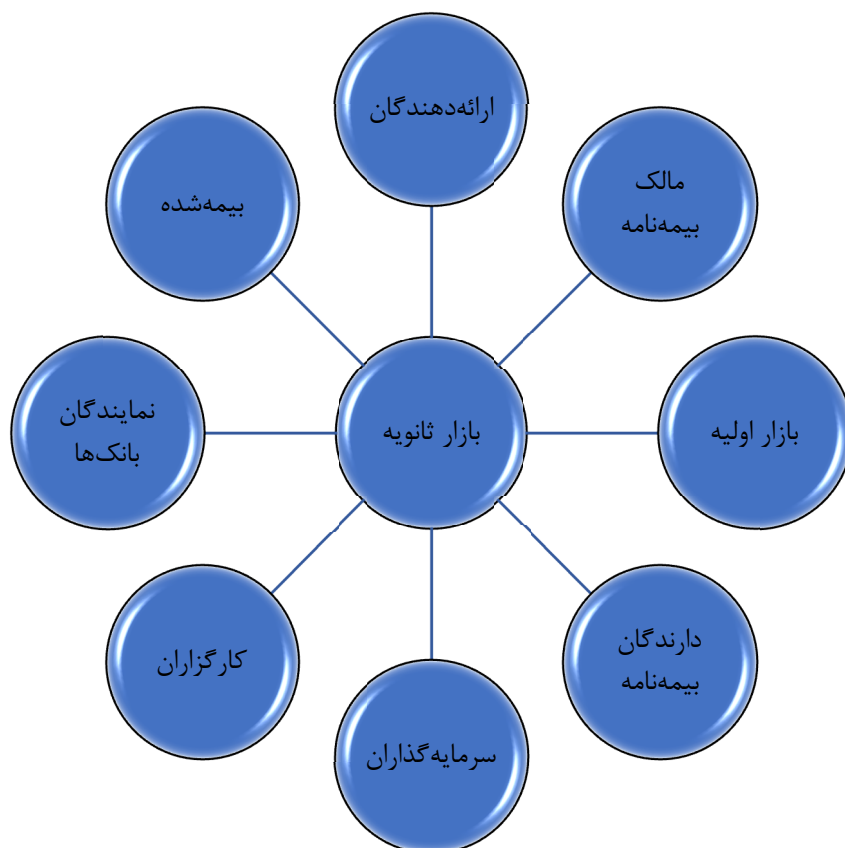 ارائه‌دهندگان
مالک
بیمه‌نامه
بیمه‌شده
بازار اولیه
بازار ثانویه
نمایندگان
بانک‌ها
دارندگان
بیمه‌نامه
کارگزاران
سرمایه‌گذاران